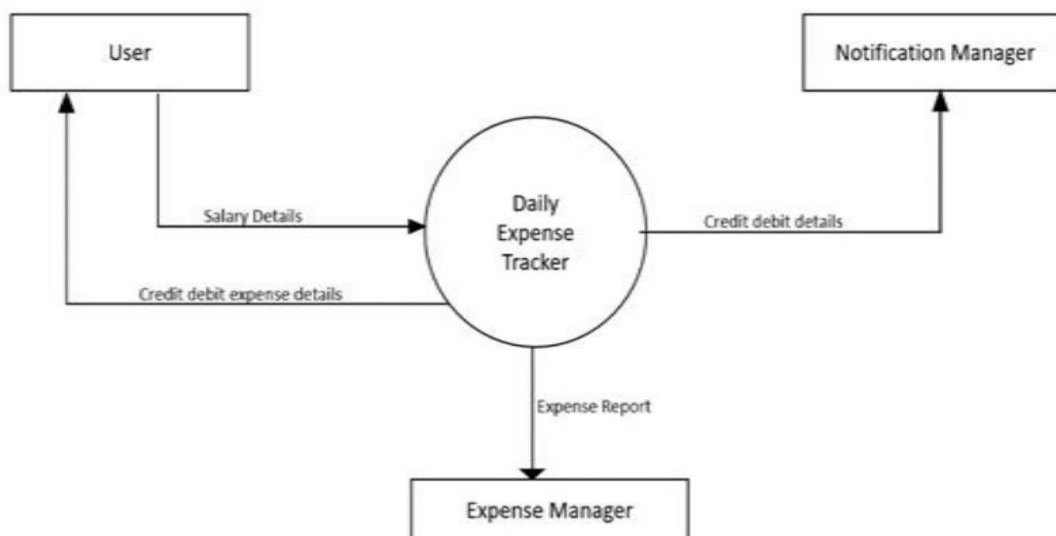 User
Notification Manager
Daily
Expense
Tracker
Salary Details
Credit debit details
Credit debit expense details
Expense Report
Expense Manager